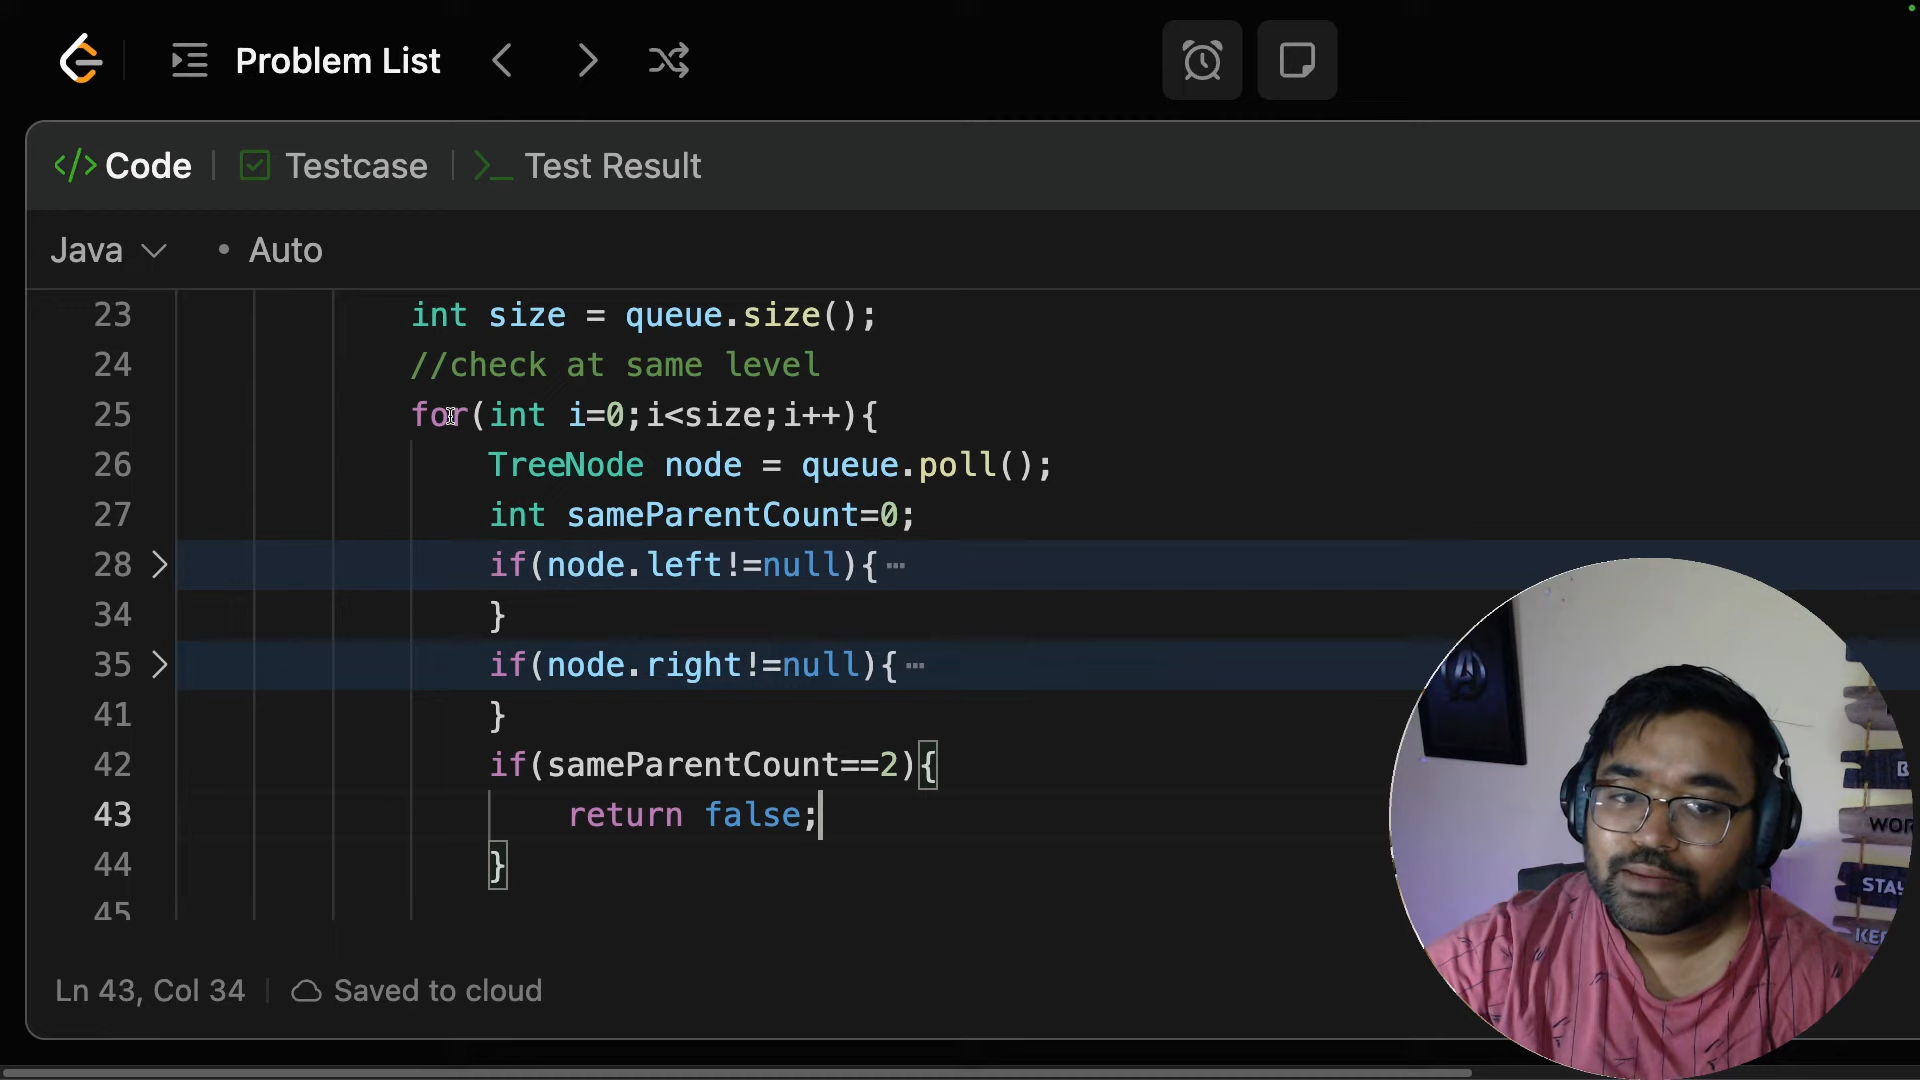 Problem List
Code
Testcase
Test Result
Java
Auto
23 int size = queue.size();
24 //check at same level
25 for(int i=0;i<size;i++){
26 TreeNode node = queue.poll();
27 int sameParentCount=0;
28 if(node.left!=null){
34 }
35 if(node.right!=null){
41 }
42 if(sameParentCount==2){
43 return false;
44 }
45
Ln 43, Col 34
Saved to cloud